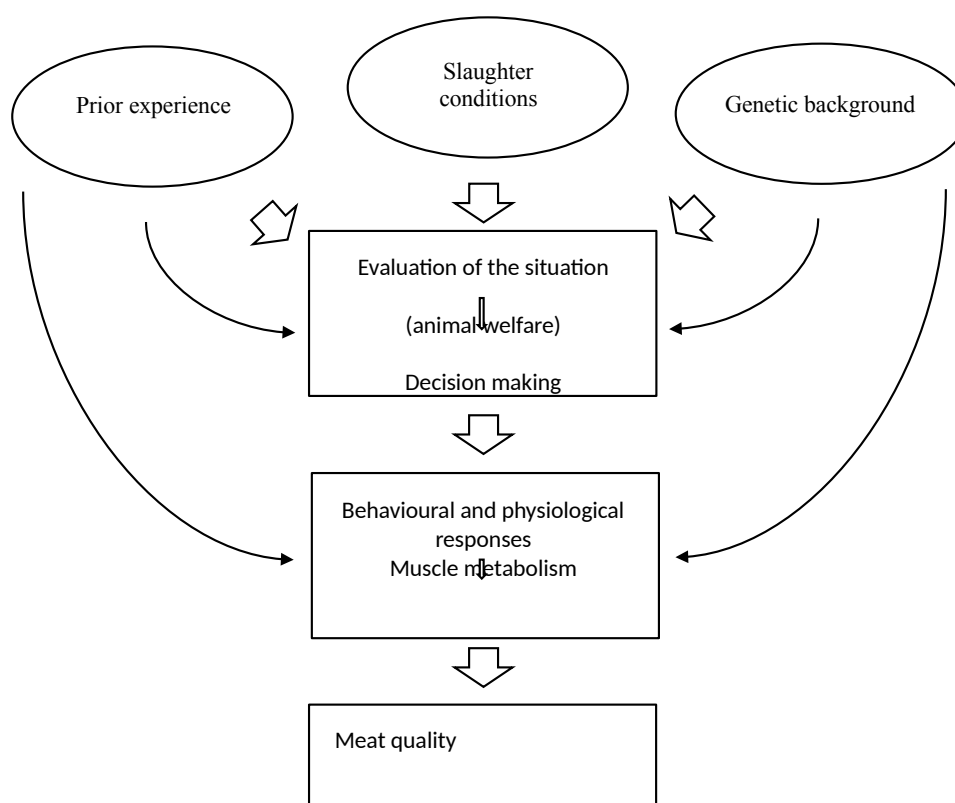 Prior experience
Slaughter
conditions
Genetic background
Evaluation of the situation
(animal welfare)
Decision making
Behavioural and physiological
responses
Muscle metabolism
Meat quality